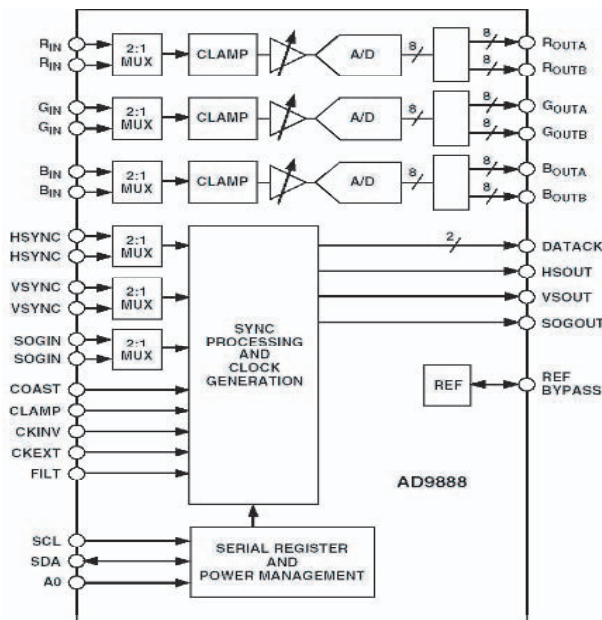 RIN
RIN
2:1
MUX
CLAMP
A/D
8
8
8
ROUTA
ROUTB
GIN
GIN
2:1
MUX
CLAMP
A/D
8
8
8
GOUTA
GOUTB
BIN
BIN
2:1
MUX
CLAMP
A/D
8
8
8
BOUTA
BOUTB
HSYNC
HSYNC
2:1
MUX
VSYNC
VSYNC
2:1
MUX
SOGIN
SOGIN
2:1
MUX
COAST
CLAMP
CKINV
CKEXT
FILT
SYNC
PROCESSING
AND
CLOCK
GENERATION
2
DATACK
HSOUT
VSOUT
SOGOUT
REF
REF
BYPASS
AD9888
SCL
SDA
A0
SERIAL REGISTER
AND
POWER MANAGEMENT